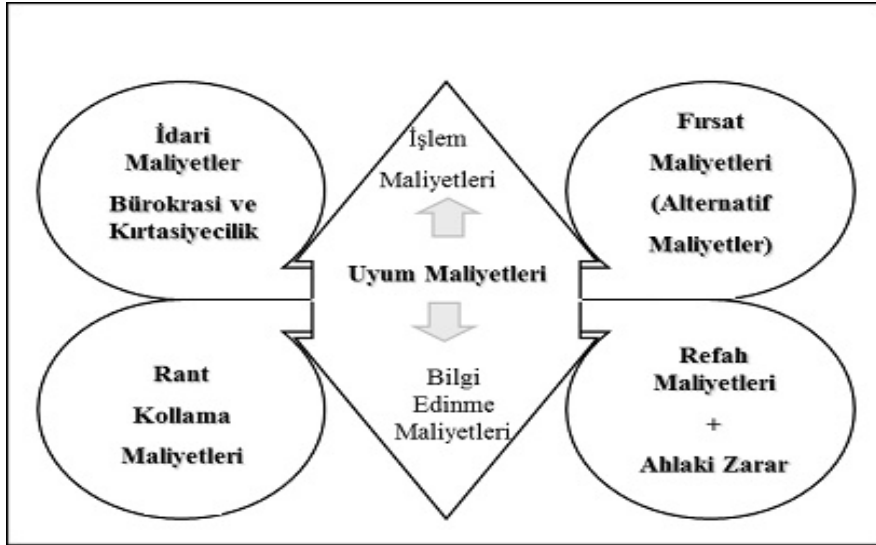 İdari
Maliyetler
Bürokrasi ve
Kırtasiyecilik
İşlem
Maliyetleri
Fırsat
Maliyetleri
(Alternatif
Maliyetler)
Uyum Maliyetleri
Rant
Kollama
Maliyetleri
Bilgi
Edinme
Maliyetleri
Refah
Maliyetleri
+
Ahlaki Zarar